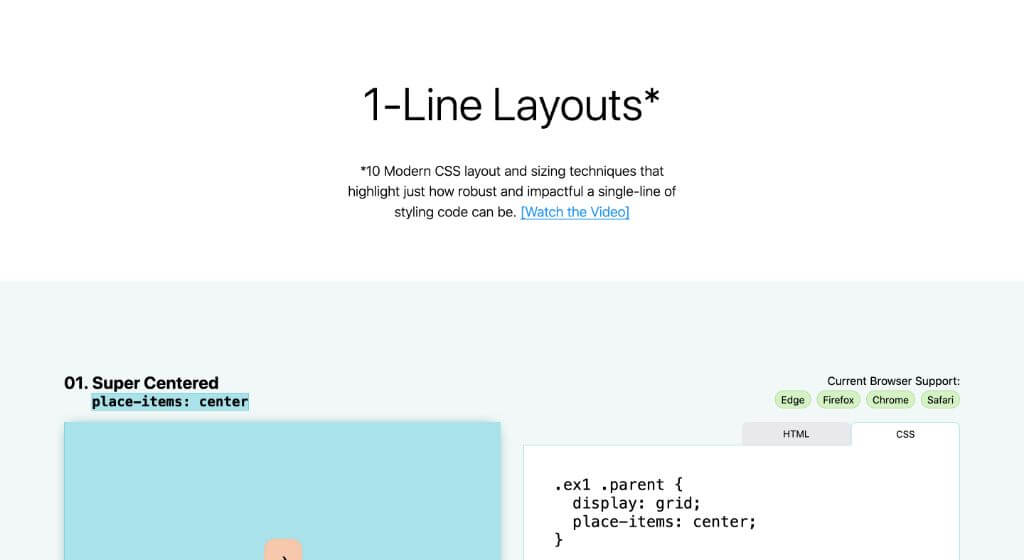 1-Line Layouts*
*10 Modern CSS layout and sizing techniques that
highlight just how robust and impactful a single-line of
styling code can be. [Watch the Video]
01. Super Centered
place-items: center
Current Browser Support:
Edge Firefox Chrome Safari
HTML CSS
.ex1 .parent {
  display: grid;
  place-items: center;
}